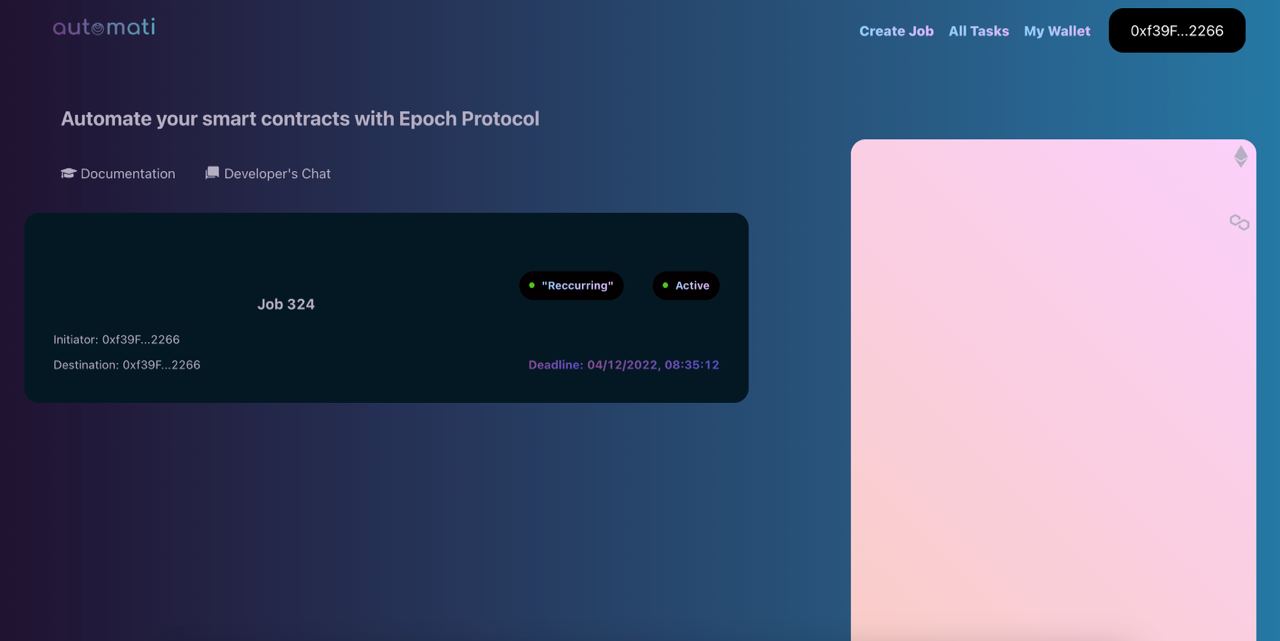 automati
Create Job All Tasks My Wallet 0xf39F...2266
Automate your smart contracts with Epoch Protocol
Documentation Developer's Chat
"Reccurring" Active
Job 324
Initiator: 0xf39F...2266
Destination: 0xf39F...2266 Deadline: 04/12/2022, 08:35:12